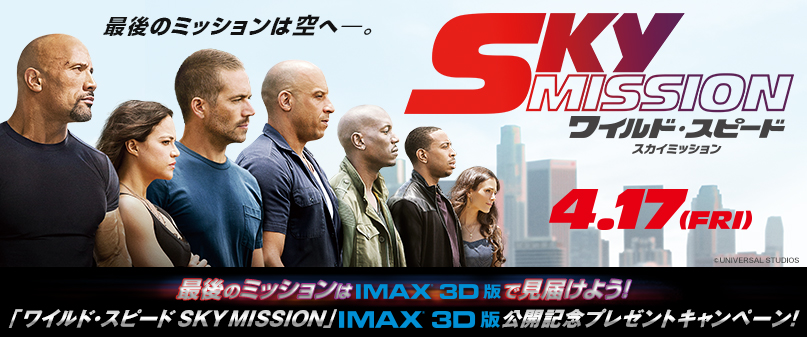 最後のミッションは空へ―。
SKY
MISSION
ワイルド・スピード
スカイミッション
4.17(FRI)
©UNIVERSAL STUDIOS
最後のミッションはIMAX 3D版で見届けよう!
「ワイルド・スピード SKY MISSION」IMAX® 3D版公開記念プレゼントキャンペーン!